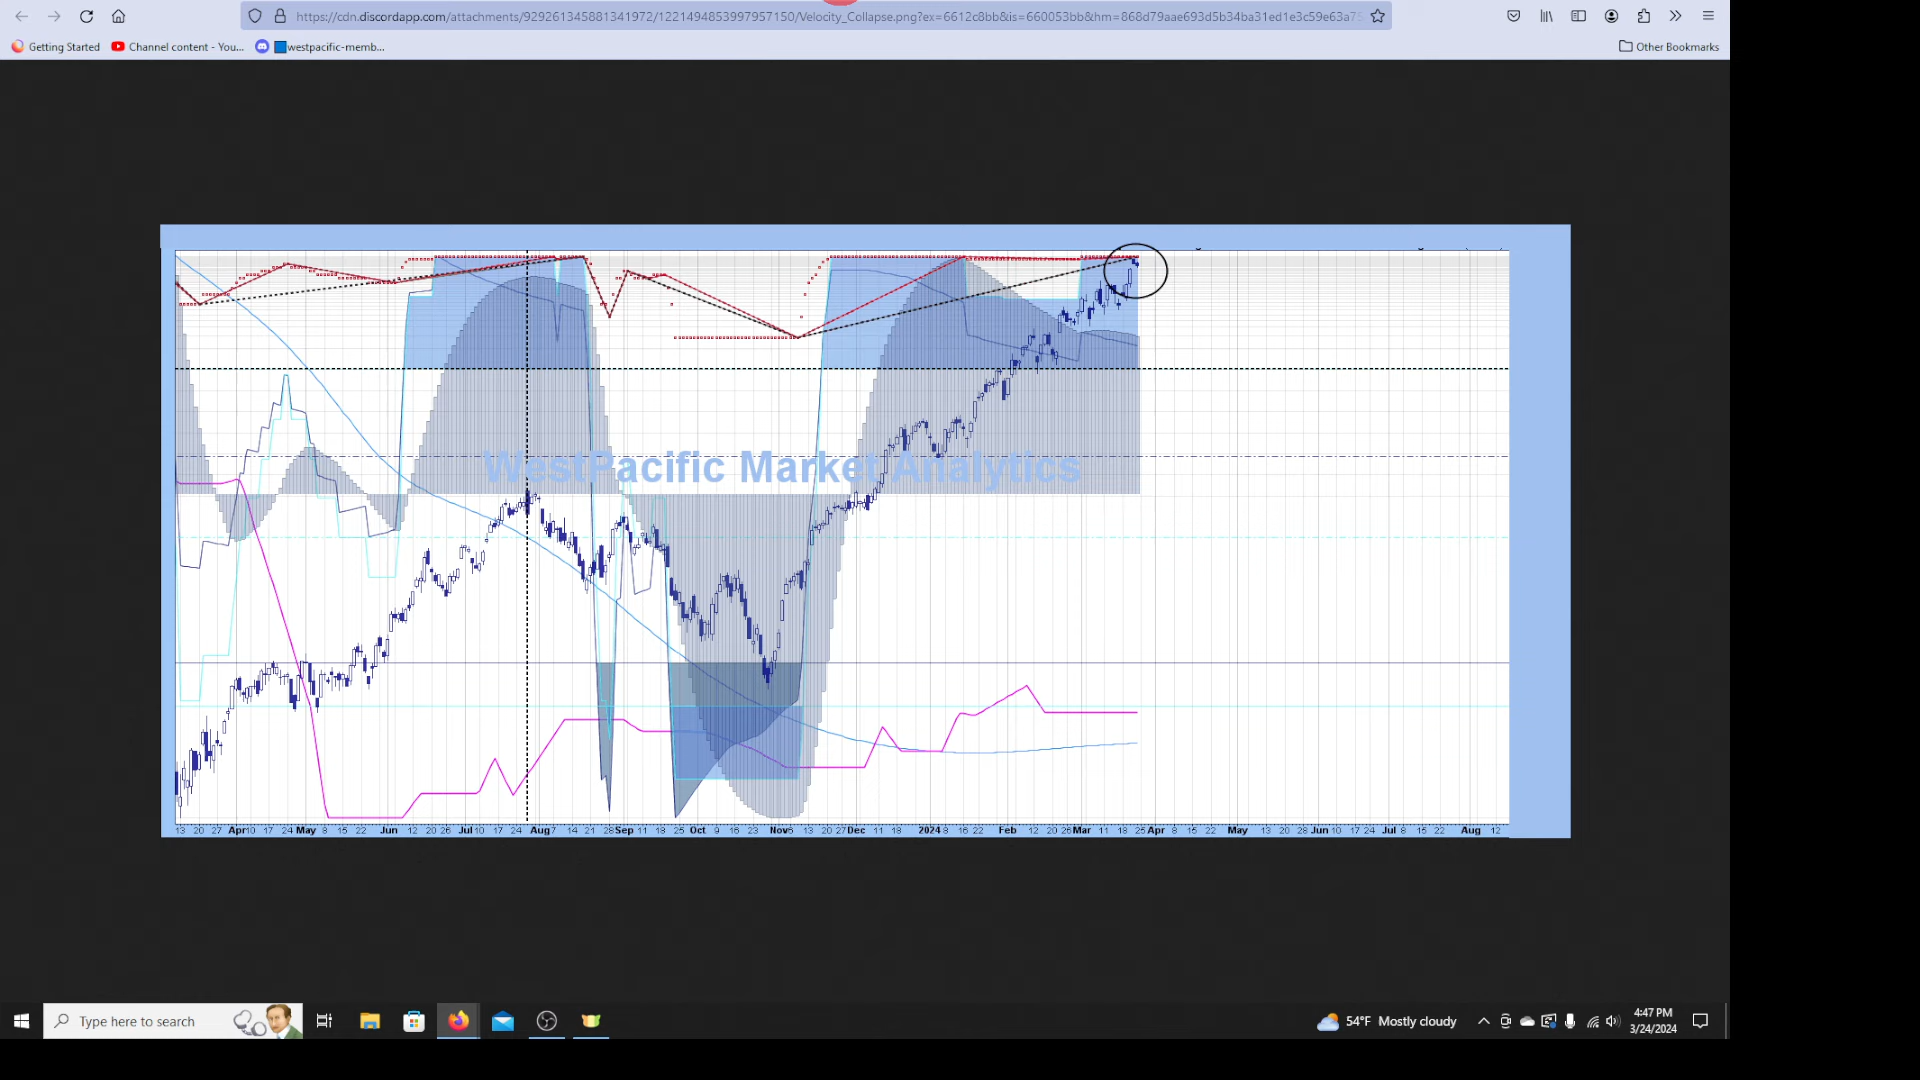 https://cdn.discordapp.com/attachments/929261345881341972/1221494853997957150/Velocity_Collapse.png?ex=6612c8bb&is=660053bb&hm=868d79aae693d5b34ba31ed1e3c59e63a75
Getting Started Channel content - You... westpacific-memb... Other Bookmarks
WestPacific Market Analytics
13 20 27 Apr 10 17 24 May 8 15 22 Jun 12 20 26 Jul 10 17 24 Aug 7 14 21 28 Sep 11 18 25 Oct 9 16 23 Nov 6 13 20 27 Dec 11 18 2024 8 16 22 Feb 12 20 26 Mar 11 18 25 Apr 8 15 22 May 13 20 28 Jun 10 17 24 Jul 8 15 22 Aug 12
Type here to search
54°F Mostly cloudy
4:47 PM
3/24/2024